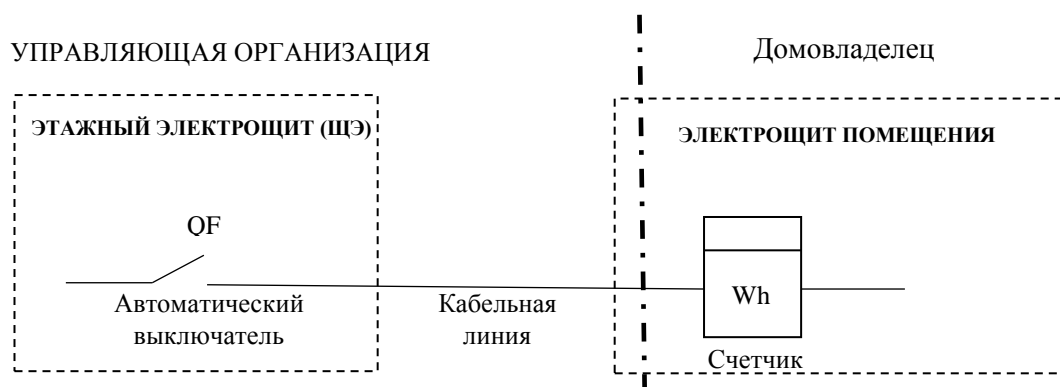 УПРАВЛЯЮЩАЯ ОРГАНИЗАЦИЯ
Домовладелец
ЭТАЖНЫЙ ЭЛЕКТРОЩИТ (ЩЭ)
ЭЛЕКТРОЩИТ ПОМЕЩЕНИЯ
QF
Автоматический
выключатель
Кабельная
линия
Wh
Счетчик